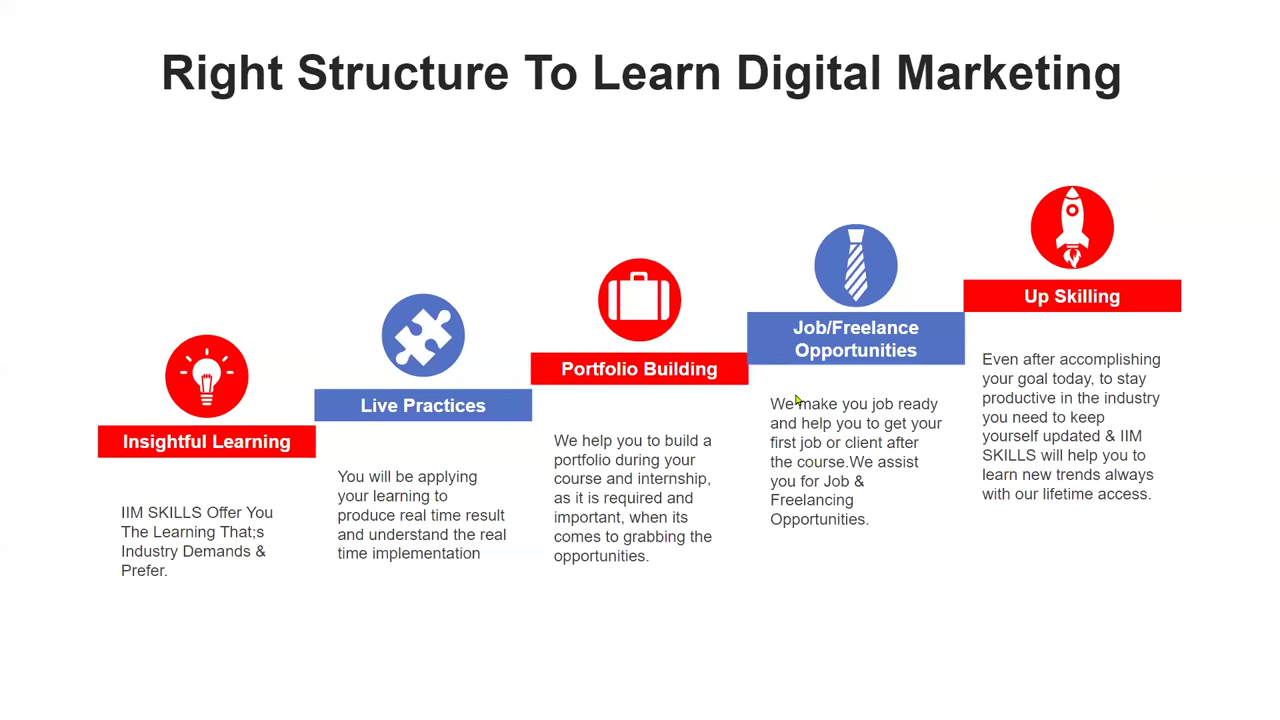 Right Structure To Learn Digital Marketing
Insightful Learning
IIM SKILLS Offer You
The Learning That;s
Industry Demands &
Prefer.
Live Practices
You will be applying
your learning to
produce real time result
and understand the real
time implementation
Portfolio Building
We help you to build a
portfolio during your
course and internship,
as it is required and
important, when its
comes to grabbing the
opportunities.
Job/Freelance
Opportunities
We make you job ready
and help you to get your
first job or client after
the course.We assist
you for Job &
Freelancing
Opportunities.
Up Skilling
Even after accomplishing
your goal today, to stay
productive in the industry
you need to keep
yourself updated & IIM
SKILLS will help you to
learn new trends always
with our lifetime access.